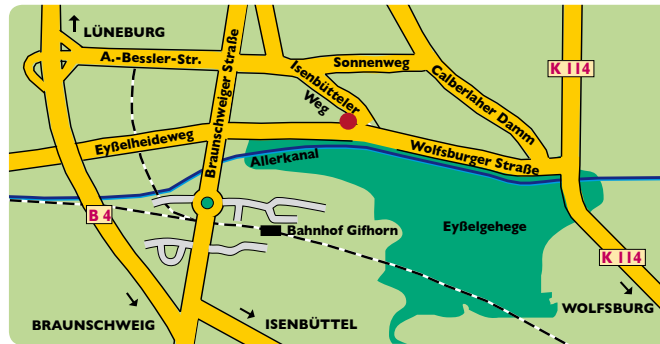 LÜNEBURG
A.-Bessler-Str.
Braunschweiger Straße
Isenbütteler
Weg
Sonnenweg
Calberlaher Damm
K 114
Eyßelheideweg
Wolfsburger Straße
Allerkanal
B 4
Bahnhof Gifhorn
Eyßelgehege
K 114
BRAUNSCHWEIG
ISENBÜTTEL
WOLFSBURG